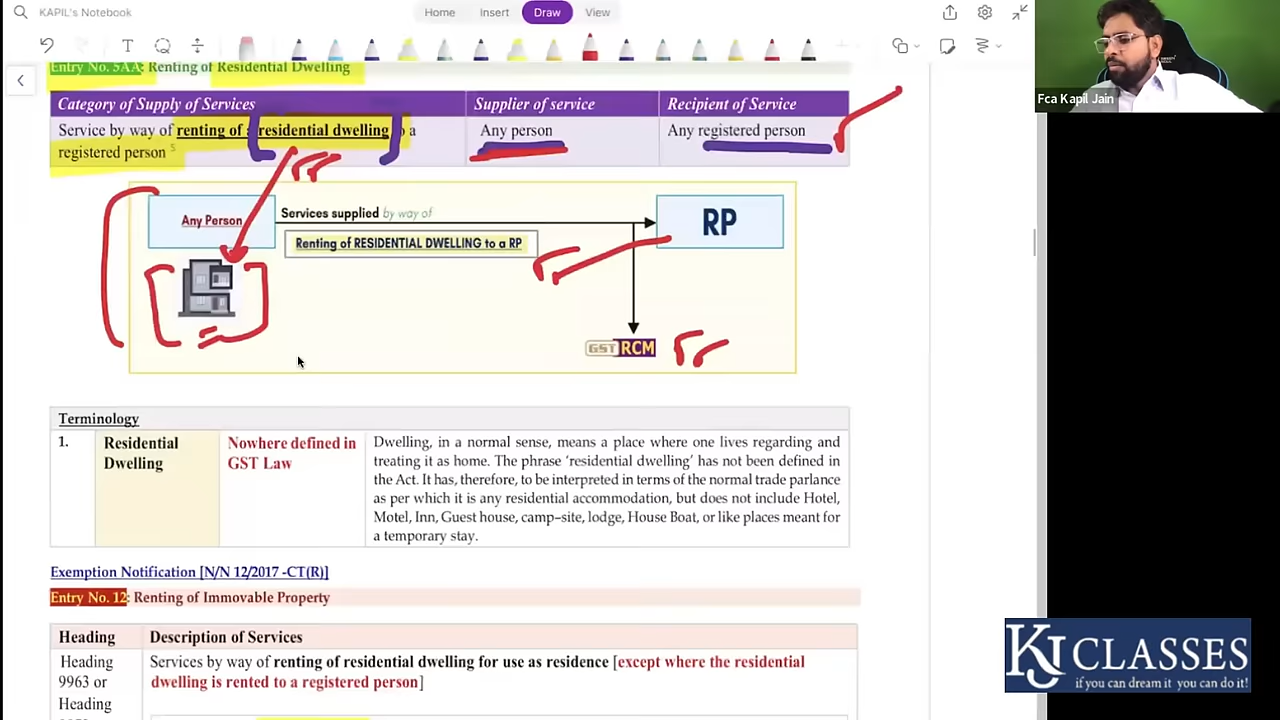 KAPIL's Notebook
Home Insert Draw View
Fca Kapil Jain
Entry No. 5AA: Renting of Residential Dwelling
Category of Supply of Services Supplier of service Recipient of Service
Service by way of renting of residential dwelling to a Any person Any registered person
registered person 5
Any Person Services supplied by way of RP
Renting of RESIDENTIAL DWELLING to a RP
GST RCM
Terminology
1. Residential Dwelling Nowhere defined in GST Law
Dwelling, in a normal sense, means a place where one lives regarding and
treating it as home. The phrase ‘residential dwelling’ has not been defined in
the Act. It has, therefore, to be interpreted in terms of the normal trade parlance
as per which it is any residential accommodation, but does not include Hotel,
Motel, Inn, Guest house, camp–site, lodge, House Boat, or like places meant for
a temporary stay.
Exemption Notification [N/N 12/2017 -CT(R)]
Entry No. 12: Renting of Immovable Property
Heading Description of Services
Heading Services by way of renting of residential dwelling for use as residence [except where the residential
9963 or dwelling is rented to a registered person]
Heading
KJ CLASSES
if you can dream it you can do it!